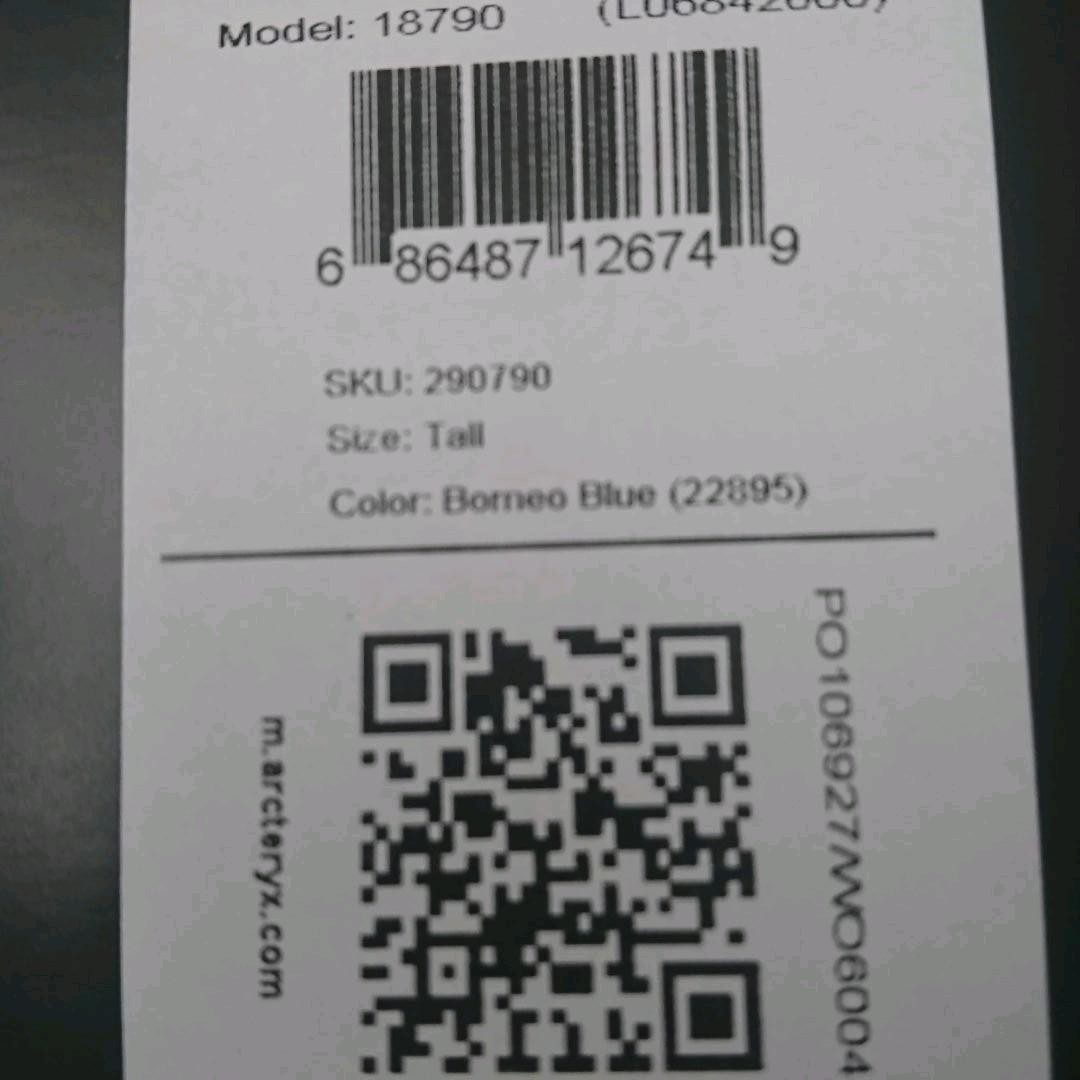 Model: 18790
6 86487 12674 9
SKU: 290790
Size: Tall
Color: Borneo Blue (22895)
m.arcteryx.com